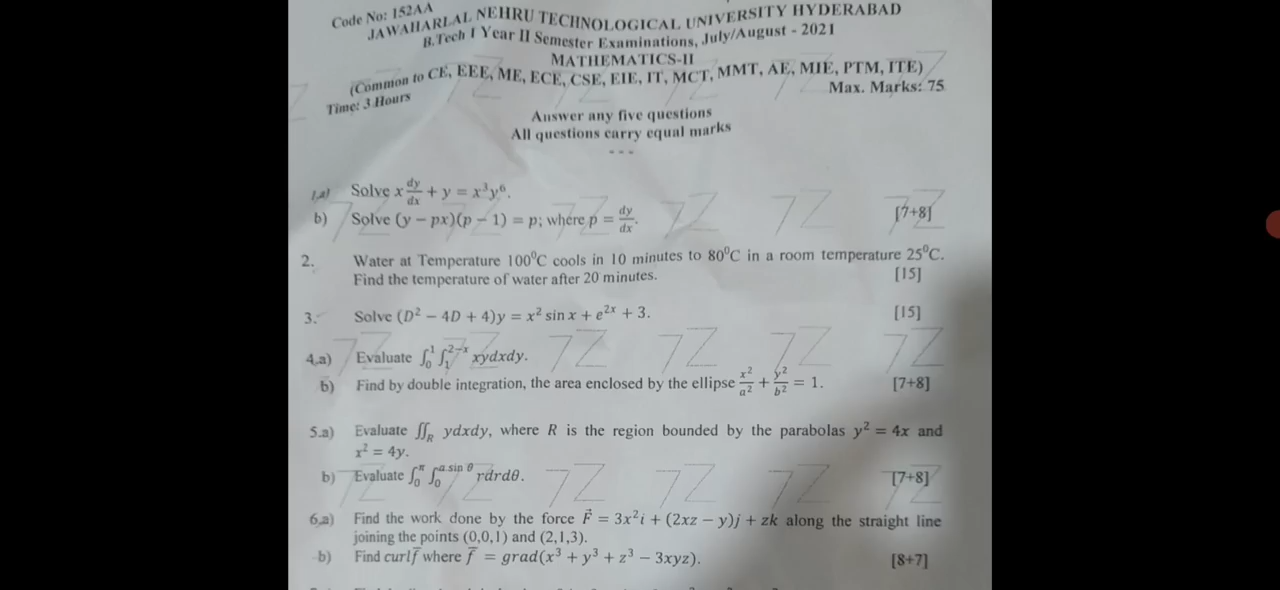 Code No: 152AA
JAWAHARLAL NEHRU TECHNOLOGICAL UNIVERSITY HYDERABAD
B.Tech I Year II Semester Examinations, July/August - 2021
MATHEMATICS-II
(Common to CE, EEE, ME, ECE, CSE, EIE, IT, MCT, MMT, AE, MIE, PTM, ITE)
Time: 3 Hours Max. Marks: 75
Answer any five questions
All questions carry equal marks
- - -
1.a) Solve x dy/dx + y = x³y⁶.
b) Solve (y − px)(p − 1) = p; where p = dy/dx. [7+8]
2. Water at Temperature 100⁰C cools in 10 minutes to 80⁰C in a room temperature 25⁰C.
Find the temperature of water after 20 minutes. [15]
3. Solve (D² − 4D + 4)y = x² sin x + e²ˣ + 3. [15]
4.a) Evaluate ∫₀¹ ∫₁²⁻ˣ xydxdy.
b) Find by double integration, the area enclosed by the ellipse x²/a² + y²/b² = 1. [7+8]
5.a) Evaluate ∬_R ydxdy, where R is the region bounded by the parabolas y² = 4x and
x² = 4y.
b) Evaluate ∫₀^π ∫₀^(a sin θ) rdrdθ. [7+8]
6.a) Find the work done by the force F⃗ = 3x²i + (2xz − y)j + zk along the straight line
joining the points (0,0,1) and (2,1,3).
b) Find curl f̅ where f̅ = grad(x³ + y³ + z³ − 3xyz). [8+7]